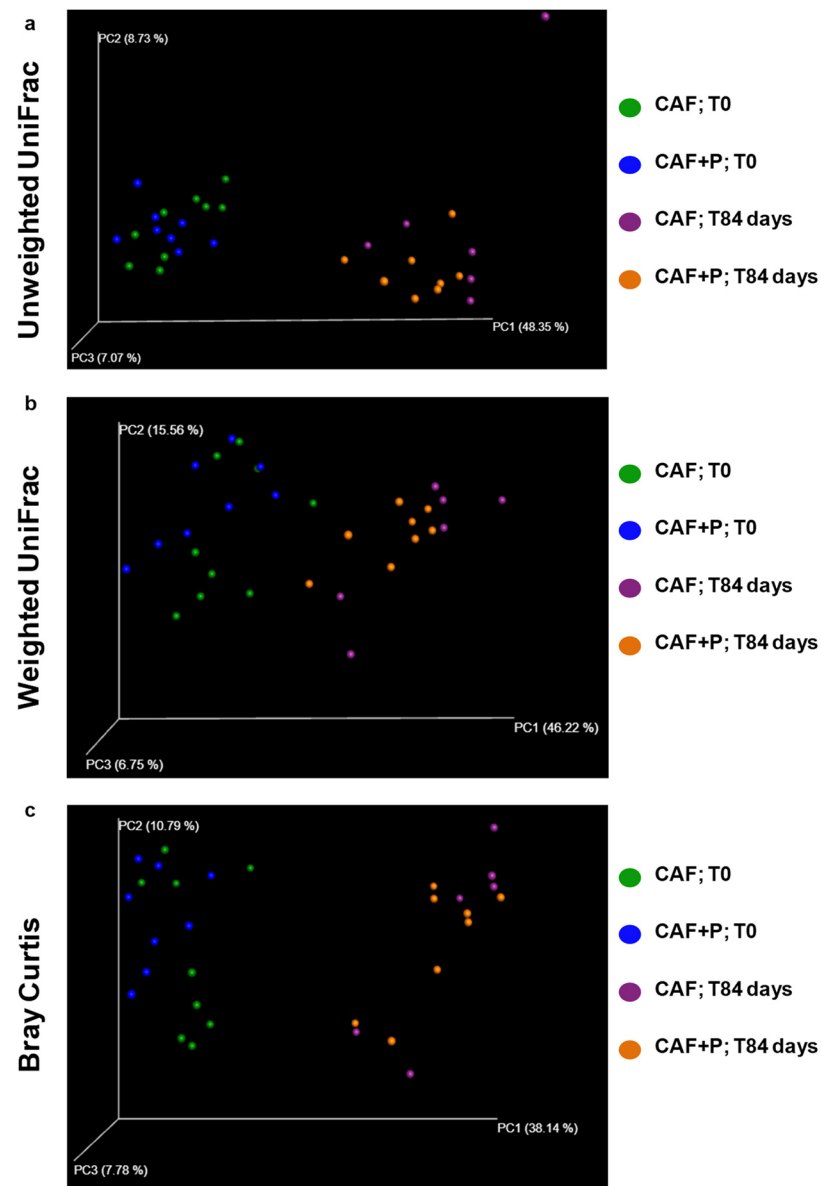 a
Unweighted UniFrac
PC2 (8.73 %)
PC1 (48.35 %)
PC3 (7.07 %)
CAF; T0
CAF+P; T0
CAF; T84 days
CAF+P; T84 days
b
Weighted UniFrac
PC2 (15.56 %)
PC1 (46.22 %)
PC3 (6.75 %)
CAF; T0
CAF+P; T0
CAF; T84 days
CAF+P; T84 days
c
Bray Curtis
PC2 (10.79 %)
PC1 (38.14 %)
PC3 (7.78 %)
CAF; T0
CAF+P; T0
CAF; T84 days
CAF+P; T84 days